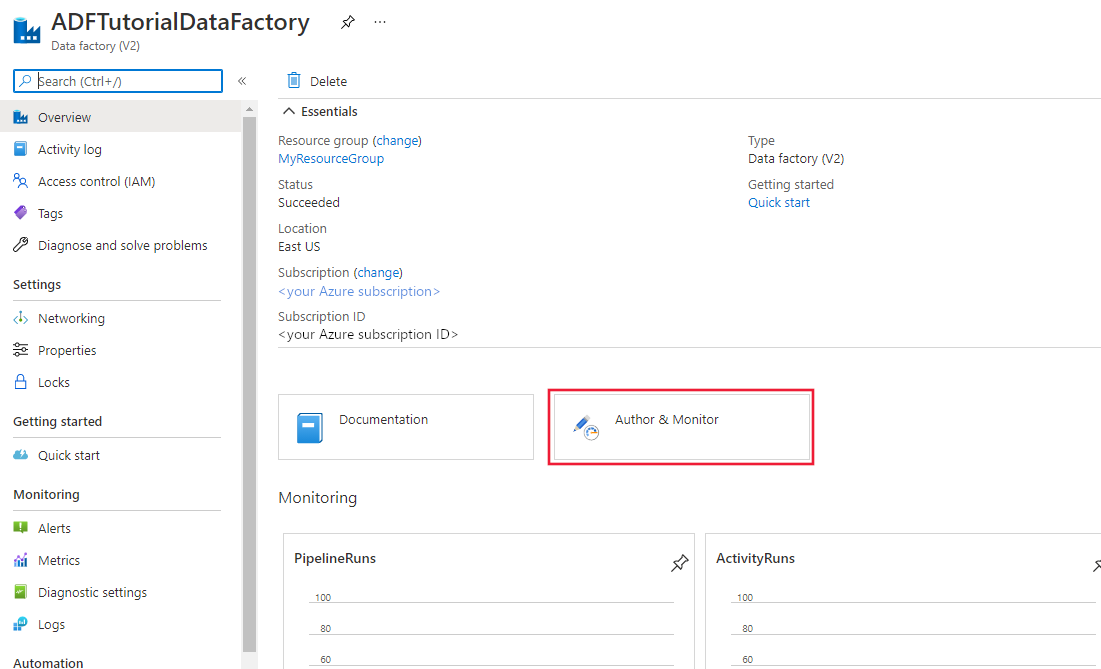 ADFTutorialDataFactory
Data factory (V2)
Search (Ctrl+/)
«
Overview
Activity log
Access control (IAM)
Tags
Diagnose and solve problems
Settings
Networking
Properties
Locks
Getting started
Quick start
Monitoring
Alerts
Metrics
Diagnostic settings
Logs
Automation
Delete
Essentials
Resource group (change)
MyResourceGroup
Status
Succeeded
Location
East US
Subscription (change)
<your Azure subscription>
Subscription ID
<your Azure subscription ID>
Type
Data factory (V2)
Getting started
Quick start
Documentation
Author & Monitor
Monitoring
PipelineRuns
100
80
60
ActivityRuns
100
80
60